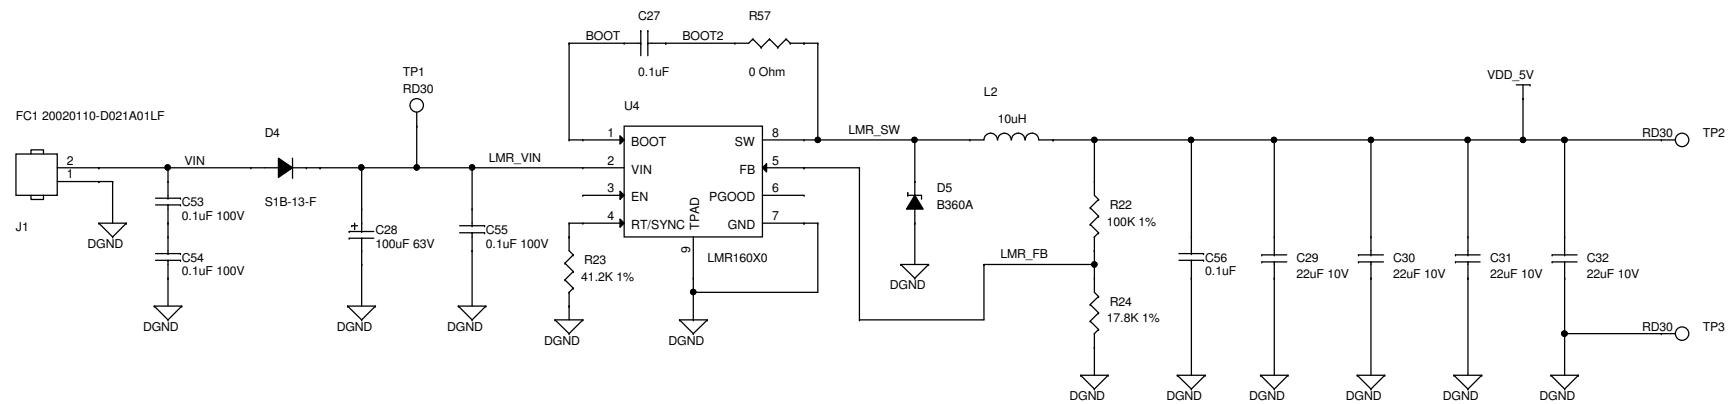 C27
R57
BOOT
BOOT2
0.1uF
0 Ohm
TP1
RD30
VDD_5V
FC1 20020110-D021A01LF
D4
U4
L2
10uH
2
1
VIN
LMR_VIN
1
BOOT
SW
8
LMR_SW
RD30
TP2
2
VIN
FB
5
3
EN
PGOOD
6
4
RT/SYNC
TPAD
GND
7
9
LMR160X0
J1
DGND
C53
0.1uF 100V
S1B-13-F
C54
0.1uF 100V
DGND
+
C28
100uF 63V
DGND
C55
0.1uF 100V
DGND
R23
41.2K 1%
DGND
DGND
D5
B360A
DGND
R22
100K 1%
LMR_FB
R24
17.8K 1%
DGND
C56
0.1uF
DGND
C29
22uF 10V
DGND
C30
22uF 10V
DGND
C31
22uF 10V
DGND
C32
22uF 10V
DGND
RD30
TP3